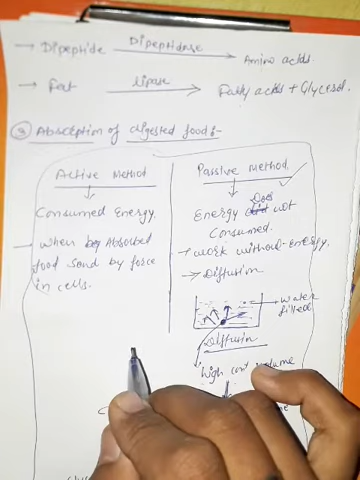 → Dipeptide Dipeptidase → Amino acids.
→ Fat lipase → Fatty acids + Glycerol.
③ Absorption of digested food :-
Active Method
Consumed Energy.
→ When Absorbed
food Send by force
in cells.
Passive Method.
Does
Energy not
Consumed.
→ work without energy,
→ Diffusion
→ water
filled
Diffusion
high volume